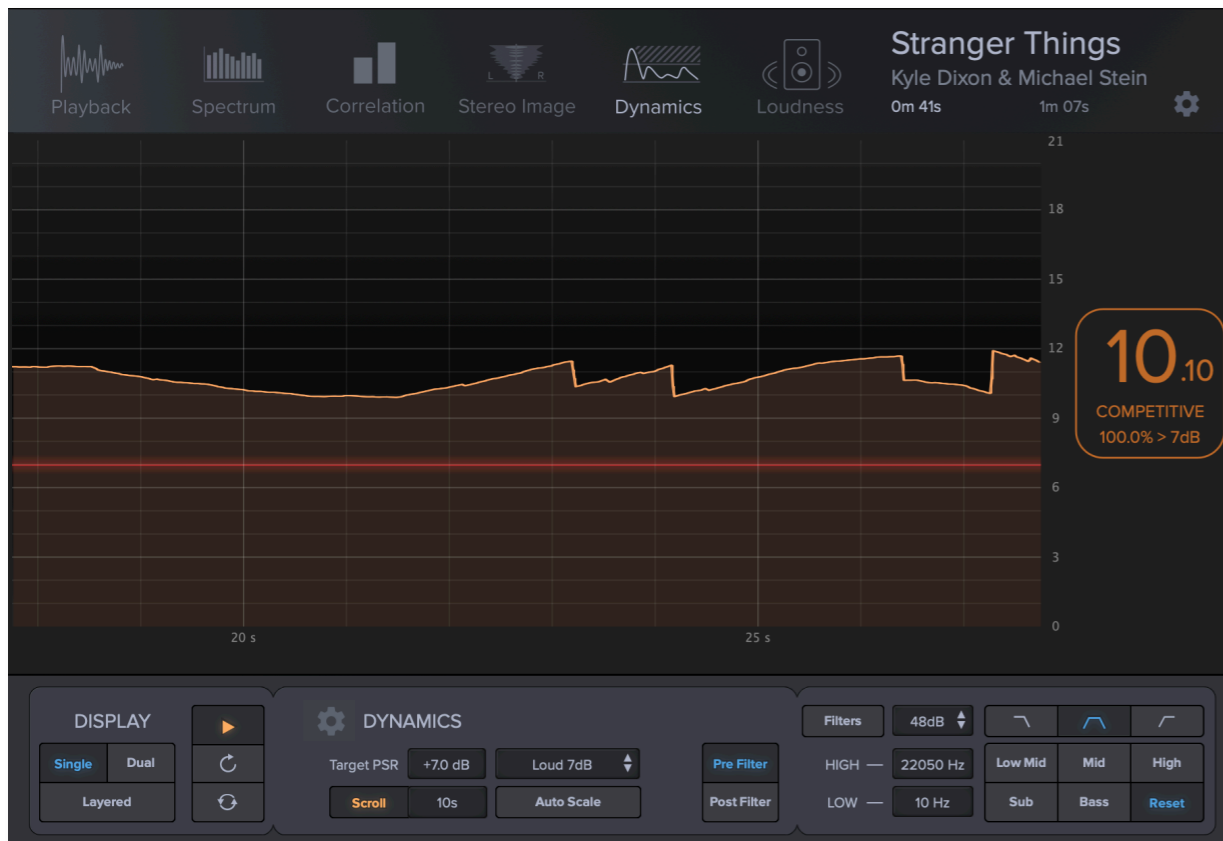 Stranger Things
Kyle Dixon & Michael Stein
0m 41s 1m 07s
Playback Spectrum Correlation Stereo Image L R Dynamics Loudness
21
18
15
12
9
6
3
0
10.10
COMPETITIVE
100.0% > 7dB
20 s 25 s
DISPLAY
Single Dual
Layered
DYNAMICS
Target PSR +7.0 dB Loud 7dB
Scroll 10s Auto Scale
Pre Filter
Post Filter
Filters 48dB
HIGH 22050 Hz Low Mid Mid High
LOW 10 Hz Sub Bass Reset